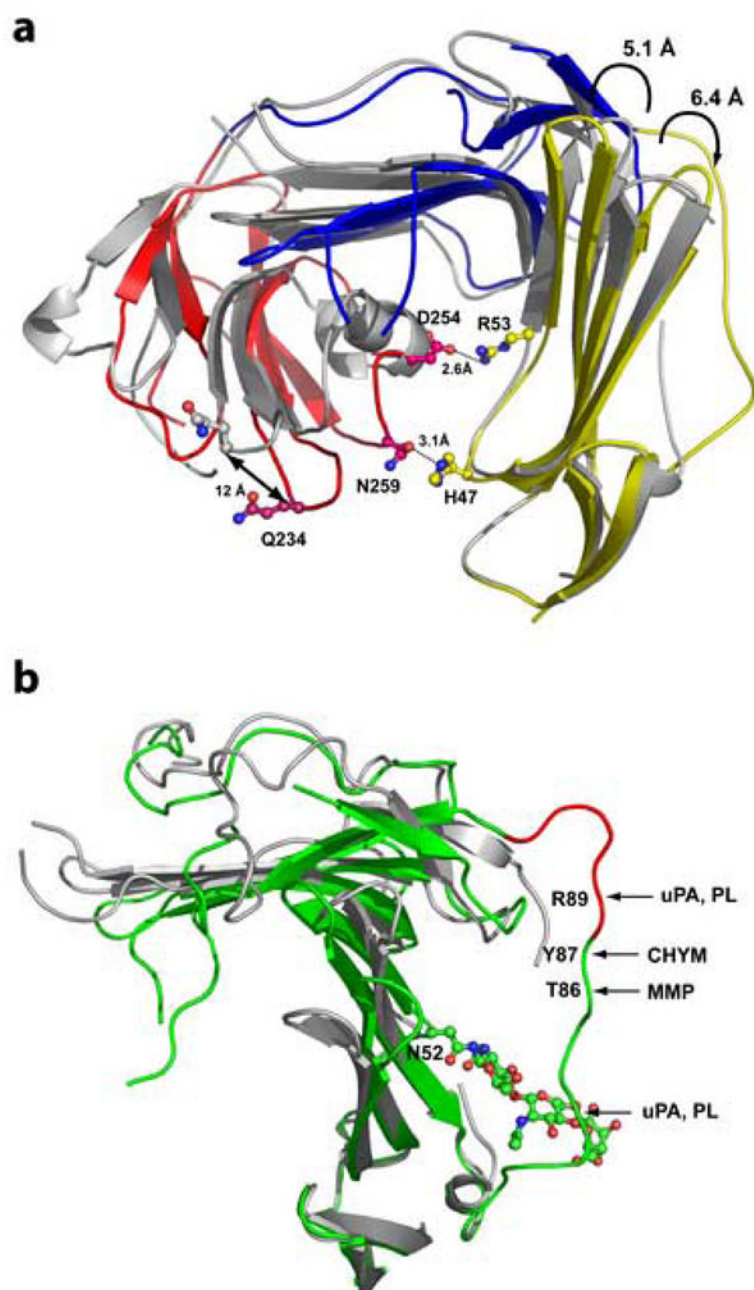 a
5.1 Å
6.4 Å
D254
R53
2.6Å
3.1Å
12 Å
N259
H47
Q234
b
R89
uPA, PL
Y87
CHYM
T86
MMP
N52
uPA, PL